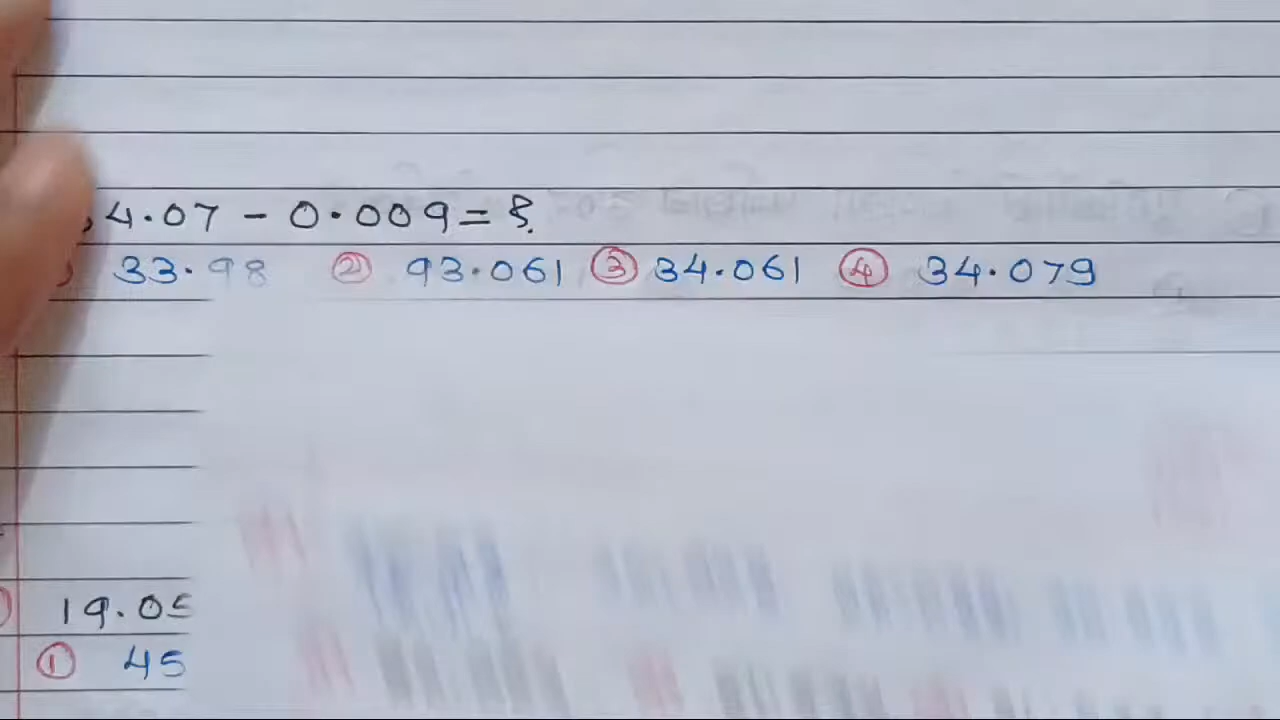 4.07 - 0.009 = ?
33.98 ② 93.061 ③ 34.061 ④ 34.079
19.05
① 45